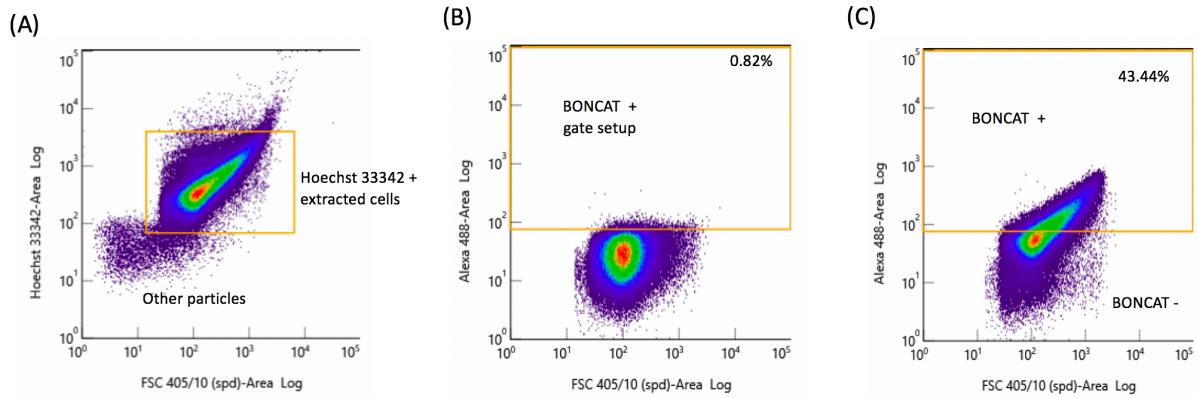 (A)
10⁵
10⁴
10³
10²
10¹
10⁰
Hoechst 33342-Area Log
10⁰ 10¹ 10² 10³ 10⁴ 10⁵
FSC 405/10 (spd)-Area Log
Hoechst 33342 +
extracted cells
Other particles
(B)
10⁵
10⁴
10³
10²
10¹
10⁰
Alexa 488-Area Log
10⁰ 10¹ 10² 10³ 10⁴ 10⁵
FSC 405/10 (spd)-Area Log
0.82%
BONCAT +
gate setup
(C)
10⁵
10⁴
10³
10²
10¹
10⁰
Alexa 488-Area Log
10⁰ 10¹ 10² 10³ 10⁴ 10⁵
FSC 405/10 (spd)-Area Log
43.44%
BONCAT +
BONCAT -